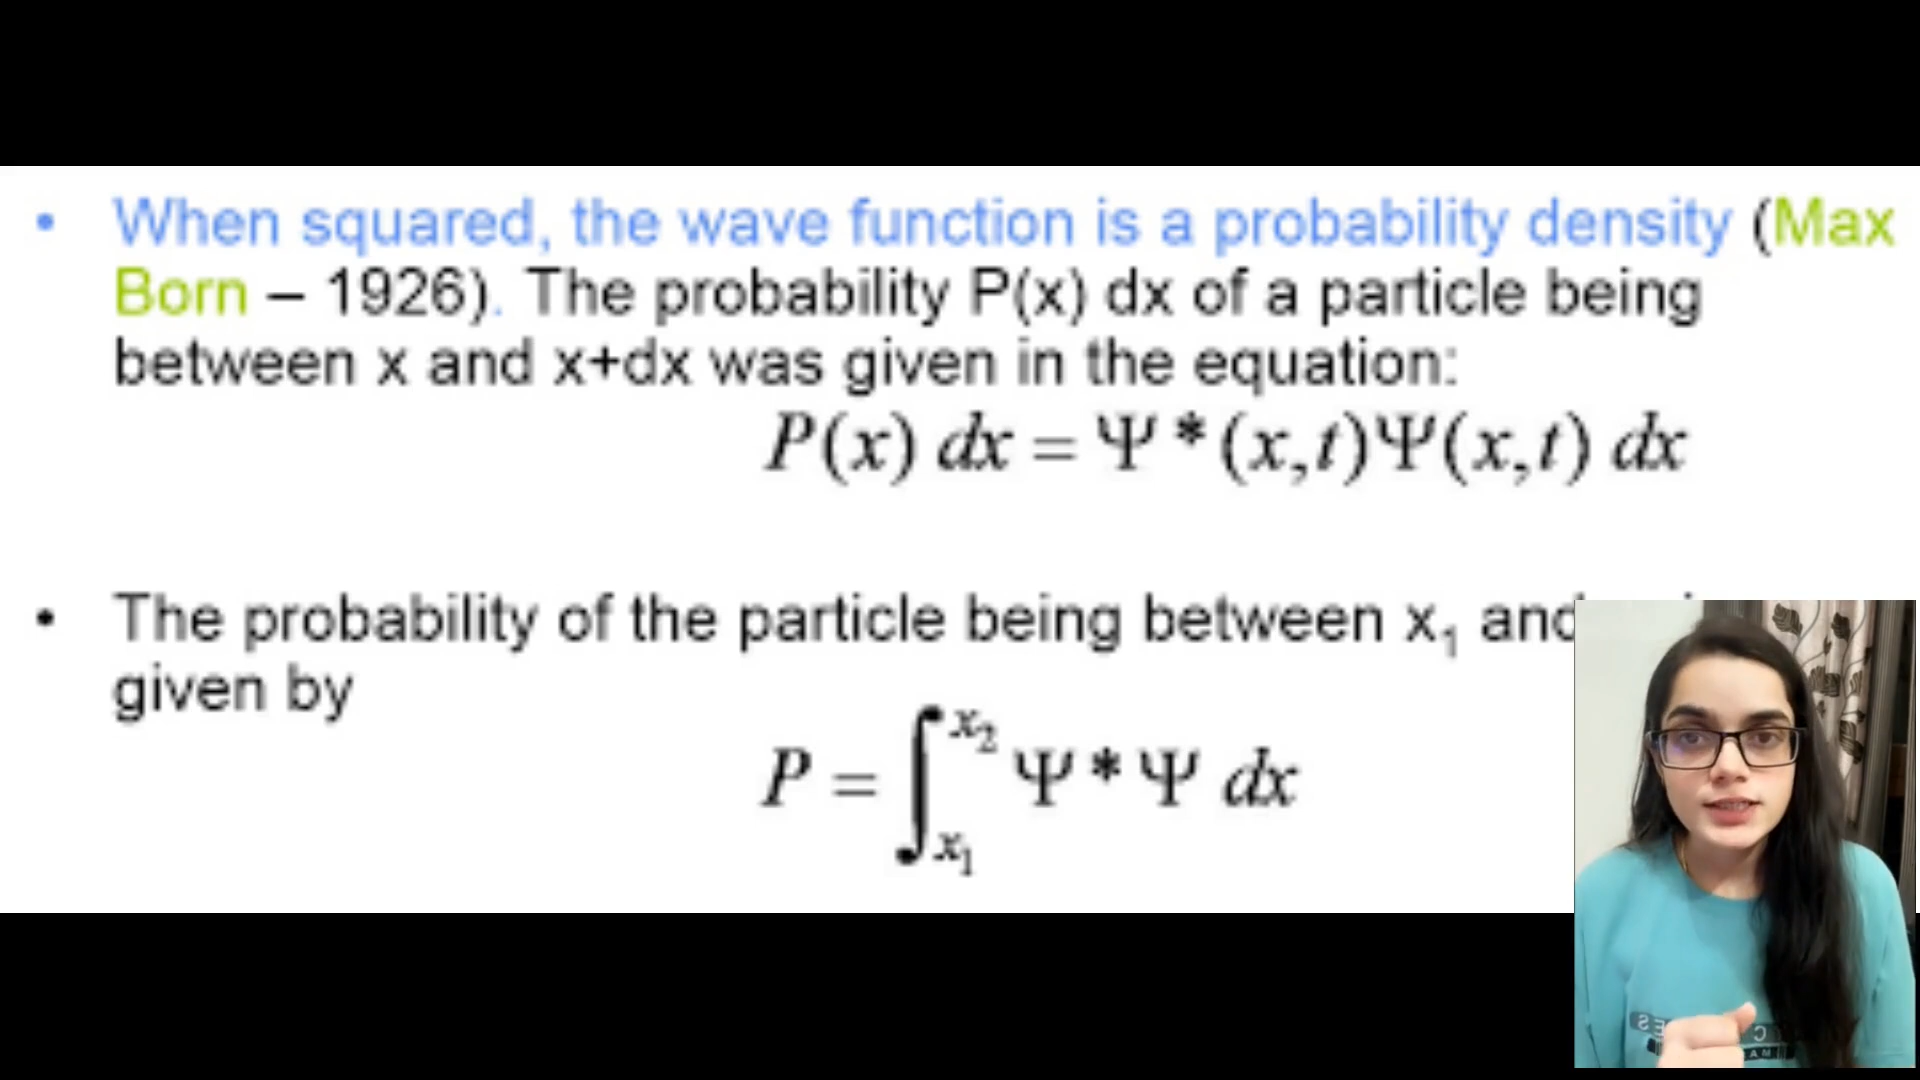 • When squared, the wave function is a probability density (Max
Born – 1926). The probability P(x) dx of a particle being
between x and x+dx was given in the equation:
P(x) dx = Ψ*(x,t)Ψ(x,t) dx
• The probability of the particle being between x₁ and
given by
P = ∫_{x₁}^{x₂} Ψ*Ψ dx